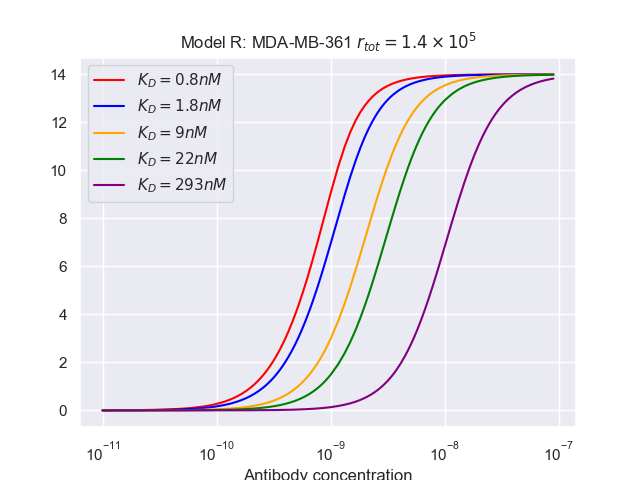 Model R: MDA-MB-361 $r_{tot} = 1.4 \times 10^5$
$K_D = 0.8nM$
$K_D = 1.8nM$
$K_D = 9nM$
$K_D = 22nM$
$K_D = 293nM$
14
12
10
8
6
4
2
0
$10^{-11}$ $10^{-10}$ $10^{-9}$ $10^{-8}$ $10^{-7}$
Antibody concentration